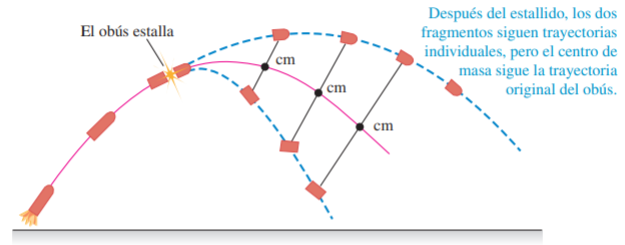 El obús estalla
Después del estallido, los dos
fragmentos siguen trayectorias
individuales, pero el centro de
masa sigue la trayectoria
original del obús.
cm
cm
cm